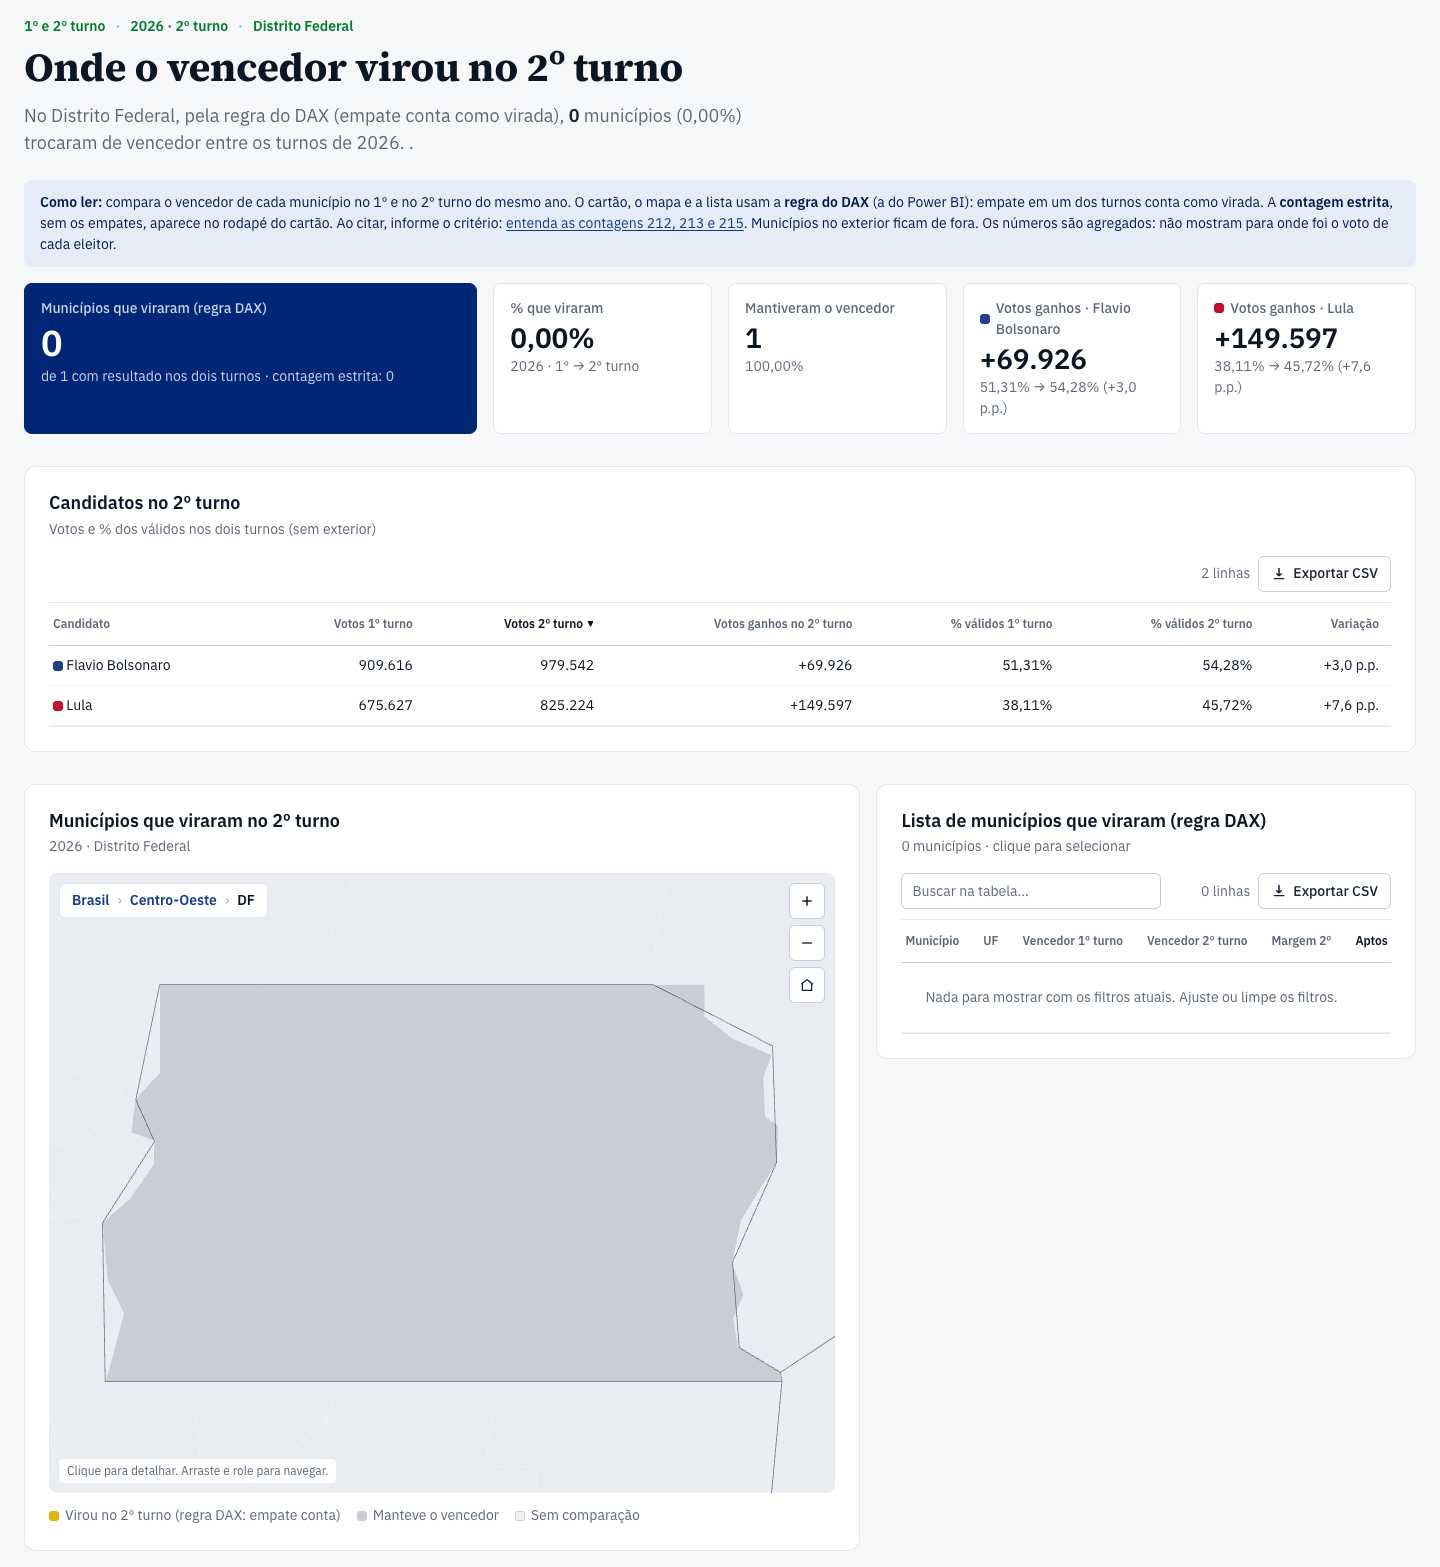 1º e 2º turno · 2026 · 2º turno · Distrito Federal
Onde o vencedor virou no 2º turno
No Distrito Federal, pela regra do DAX (empate conta como virada), 0 municípios (0,00%)
trocaram de vencedor entre os turnos de 2026. .
Como ler: compara o vencedor de cada município no 1º e no 2º turno do mesmo ano. O cartão, o mapa e a lista usam a regra do DAX (a do Power BI): empate em um dos turnos conta como virada. A contagem estrita,
sem os empates, aparece no rodapé do cartão. Ao citar, informe o critério: entenda as contagens 212, 213 e 215. Municípios no exterior ficam de fora. Os números são agregados: não mostram para onde foi o voto de
cada eleitor.
Municípios que viraram (regra DAX)
0
de 1 com resultado nos dois turnos · contagem estrita: 0
% que viraram
0,00%
2026 · 1º → 2º turno
Mantiveram o vencedor
1
100,00%
Votos ganhos · Flavio
Bolsonaro
+69.926
51,31% → 54,28% (+3,0
p.p.)
Votos ganhos · Lula
+149.597
38,11% → 45,72% (+7,6
p.p.)
Candidatos no 2º turno
Votos e % dos válidos nos dois turnos (sem exterior)
2 linhas Exportar CSV
Candidato Votos 1º turno Votos 2º turno ▼ Votos ganhos no 2º turno % válidos 1º turno % válidos 2º turno Variação
Flavio Bolsonaro 909.616 979.542 +69.926 51,31% 54,28% +3,0 p.p.
Lula 675.627 825.224 +149.597 38,11% 45,72% +7,6 p.p.
Municípios que viraram no 2º turno
2026 · Distrito Federal
Brasil › Centro-Oeste › DF
+
−
Clique para detalhar. Arraste e role para navegar.
Virou no 2º turno (regra DAX: empate conta) Manteve o vencedor Sem comparação
Lista de municípios que viraram (regra DAX)
0 municípios · clique para selecionar
Buscar na tabela... 0 linhas Exportar CSV
Município UF Vencedor 1º turno Vencedor 2º turno Margem 2º Aptos
Nada para mostrar com os filtros atuais. Ajuste ou limpe os filtros.